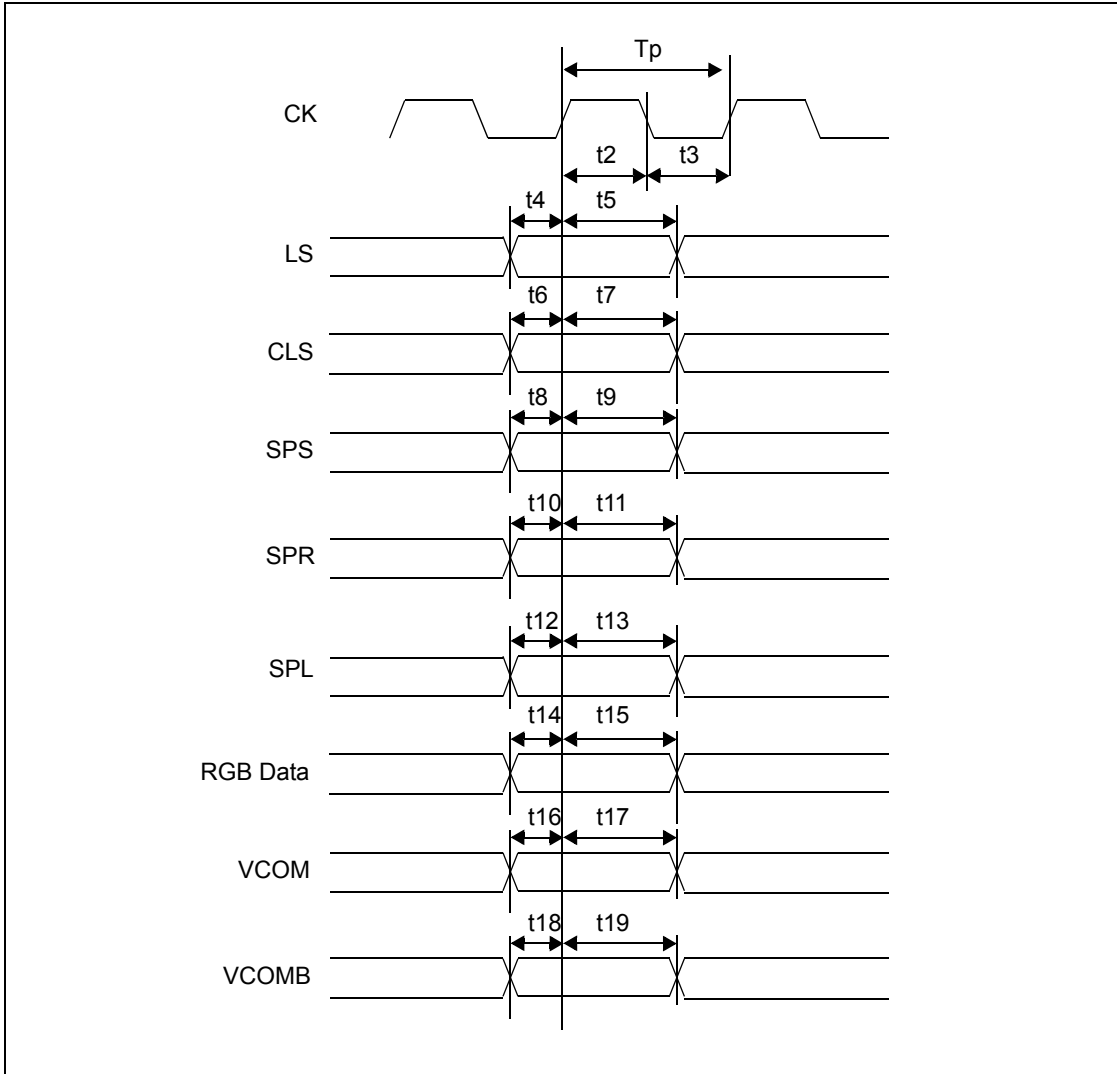 Tp
CK
t2 t3
t4 t5
LS
t6 t7
CLS
t8 t9
SPS
t10 t11
SPR
t12 t13
SPL
t14 t15
RGB Data
t16 t17
VCOM
t18 t19
VCOMB